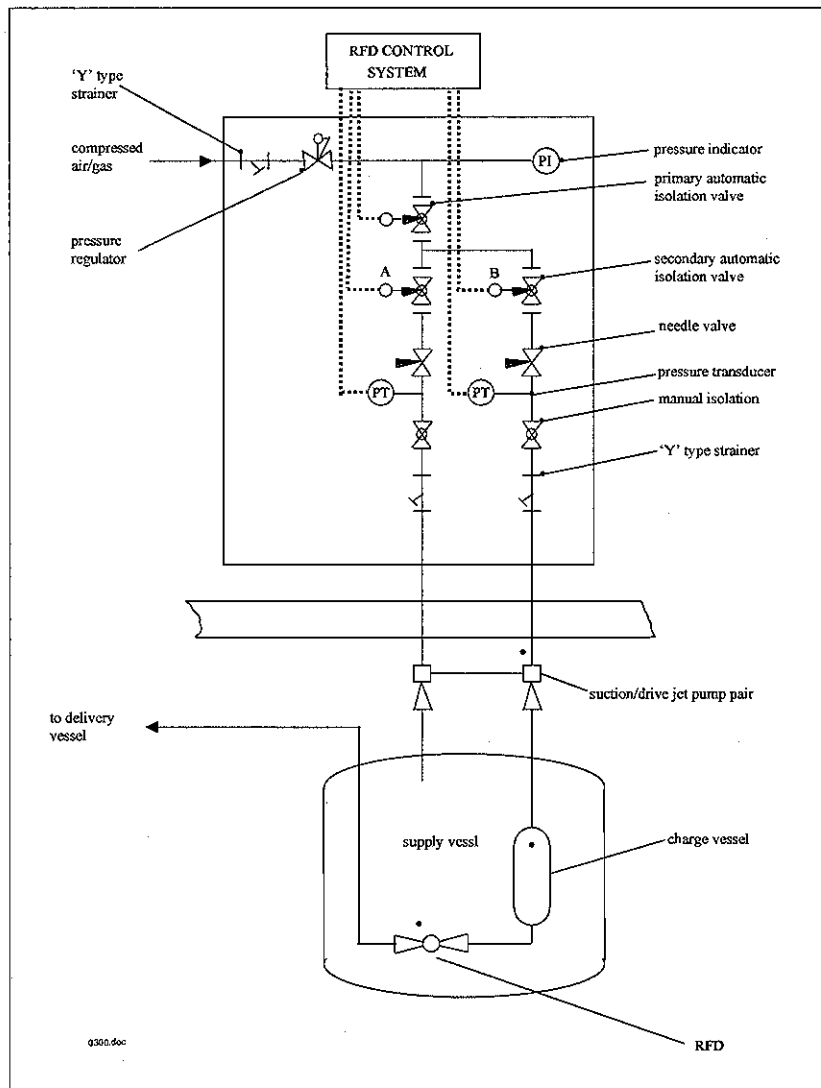 RFD CONTROL
SYSTEM
'Y' type
strainer
compressed
air/gas
pressure
regulator
PI
pressure indicator
primary automatic
isolation valve
A
B
secondary automatic
isolation valve
needle valve
PT
PT
pressure transducer
manual isolation
'Y' type strainer
suction/drive jet pump pair
to delivery
vessel
supply vessl
charge vessel
RFD